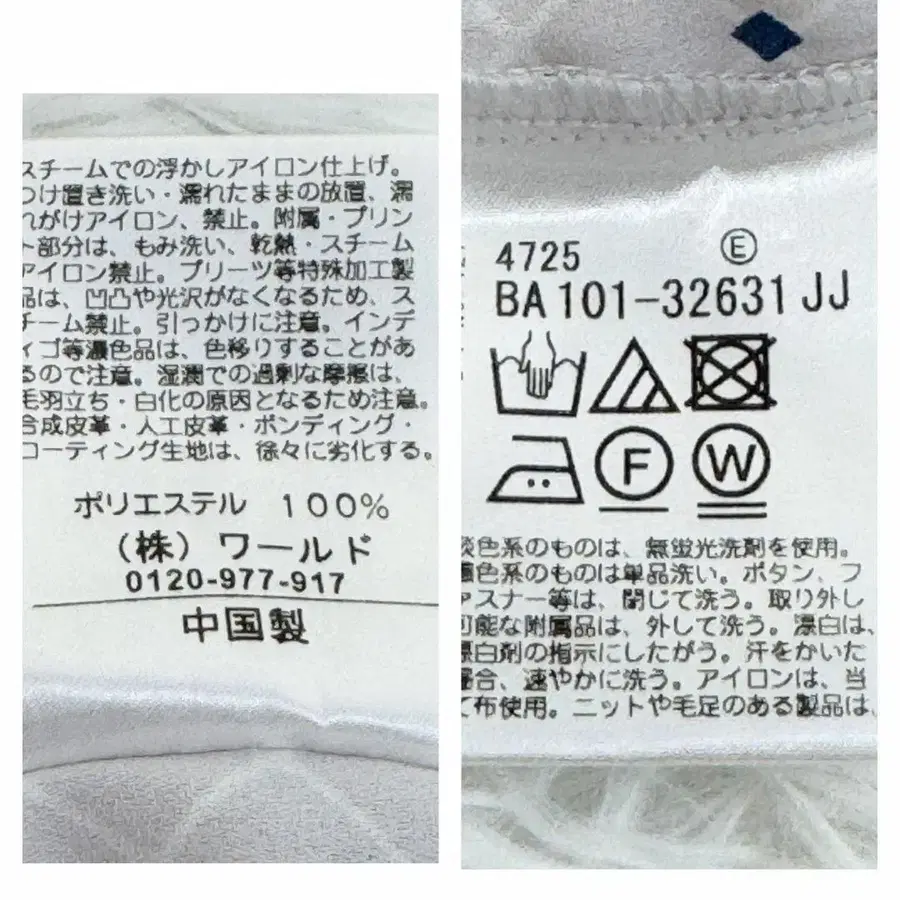 スチームでの浮かしアイロン仕上げ。
つけ置き洗い・濡れたままの放置、濡
れがけアイロン、禁止。附属・プリン
ト部分は、もみ洗い、乾熱・スチーム
アイロン禁止。プリーツ等特殊加工製
品は、凹凸や光沢がなくなるため、ス
チーム禁止。引っかけに注意。インデ
ィゴ等濃色品は、色移りすることがあ
るので注意。湿潤での過剰な摩擦は、
毛羽立ち・白化の原因となるため注意。
合成皮革・人工皮革・ボンディング・
コーティング生地は、徐々に劣化する。
ポリエステル 100%
（株）ワールド
0120-977-917
中国製
4725 E
BA101-32631 JJ
F W
淡色系のものは、無蛍光洗剤を使用。
濃色系のものは単品洗い。ボタン、フ
ァスナー等は、閉じて洗う。取り外し
可能な附属品は、外して洗う。漂白は、
漂白剤の指示にしたがう。汗をかいた
場合、速やかに洗う。アイロンは、当
て布使用。ニットや毛足のある製品は、